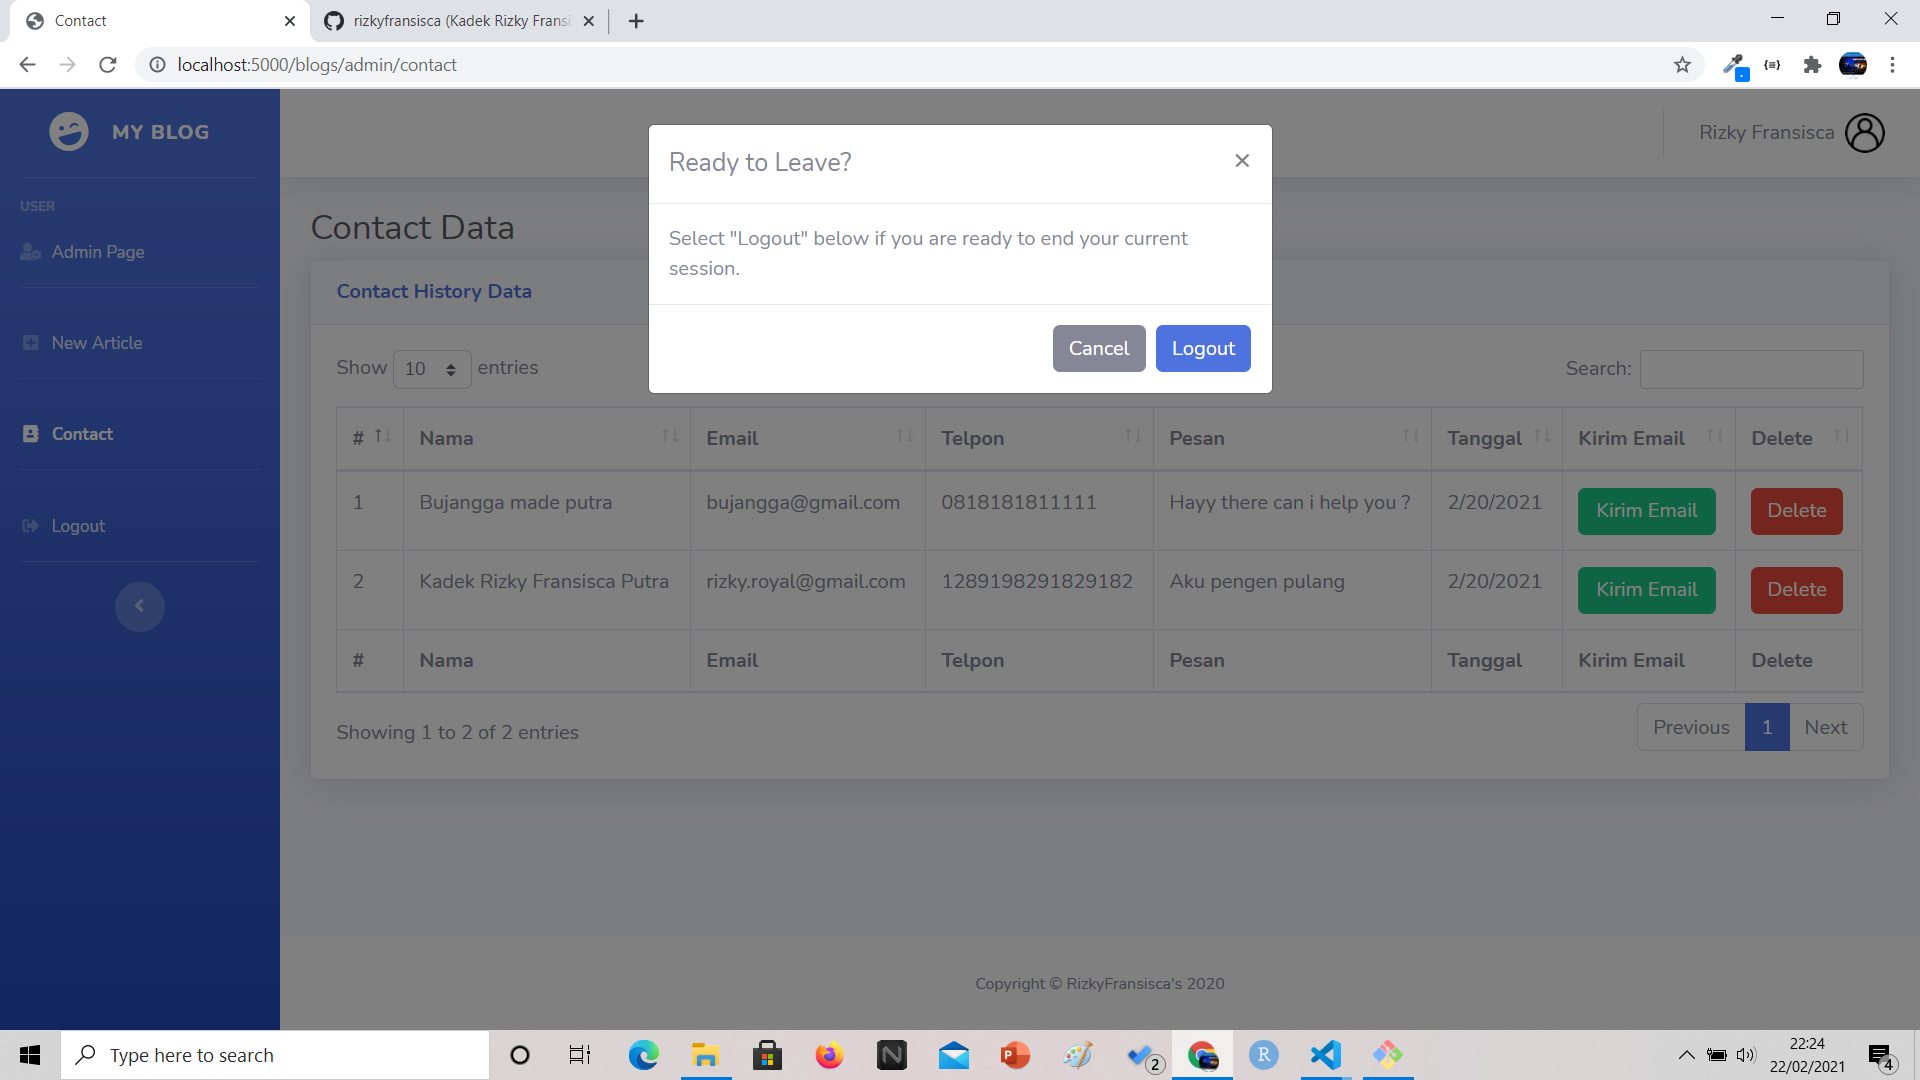 Contact
rizkyfransisca (Kadek Rizky Fransi
localhost:5000/blogs/admin/contact
MY BLOG
Rizky Fransisca
USER
Admin Page
New Article
Contact
Logout
Ready to Leave?
×
Select "Logout" below if you are ready to end your current
session.
Cancel Logout
Contact Data
Contact History Data
Show 10 entries
Search:
# Nama Email Telpon Pesan Tanggal Kirim Email Delete
1 Bujangga made putra bujangga@gmail.com 0818181811111 Hayy there can i help you ? 2/20/2021 Kirim Email Delete
2 Kadek Rizky Fransisca Putra rizky.royal@gmail.com 1289198291829182 Aku pengen pulang 2/20/2021 Kirim Email Delete
# Nama Email Telpon Pesan Tanggal Kirim Email Delete
Showing 1 to 2 of 2 entries
Previous 1 Next
Copyright © RizkyFransisca's 2020
Type here to search
2
22:24
22/02/2021
4